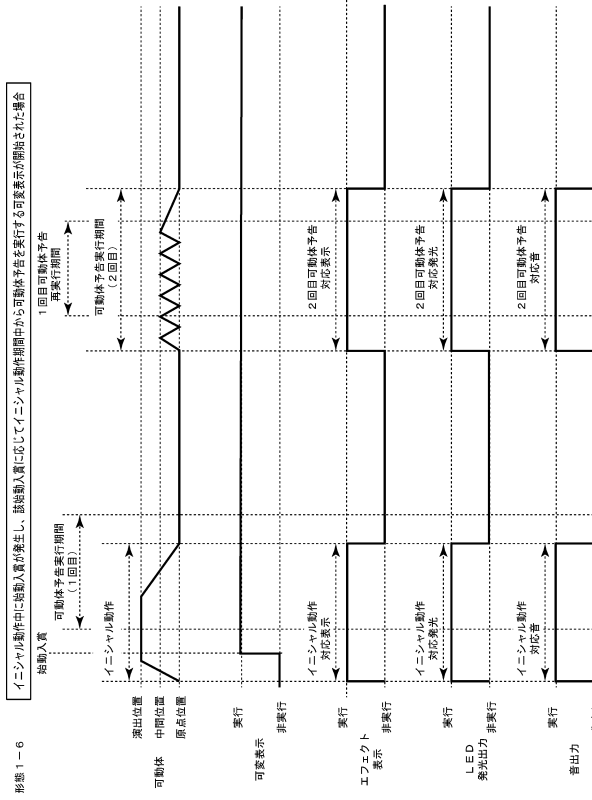 形態１－６
イニシャル動作中に始動入賞が発生し、該始動入賞に応じてイニシャル動作期間中から可動体予告を実行する可変表示が開始された場合
始動入賞
可動体予告実行期間
（１回目）
１回目可動体予告
再実行期間
可動体予告実行期間
（２回目）
イニシャル動作
可動体
演出位置
中間位置
原点位置
可変表示
実行
非実行
エフェクト
表示
実行
非実行
イニシャル動作
対応表示
２回目可動体予告
対応表示
ＬＥＤ
発光出力
実行
非実行
イニシャル動作
対応発光
２回目可動体予告
対応発光
音出力
実行
イニシャル動作
対応音
２回目可動体予告
対応音